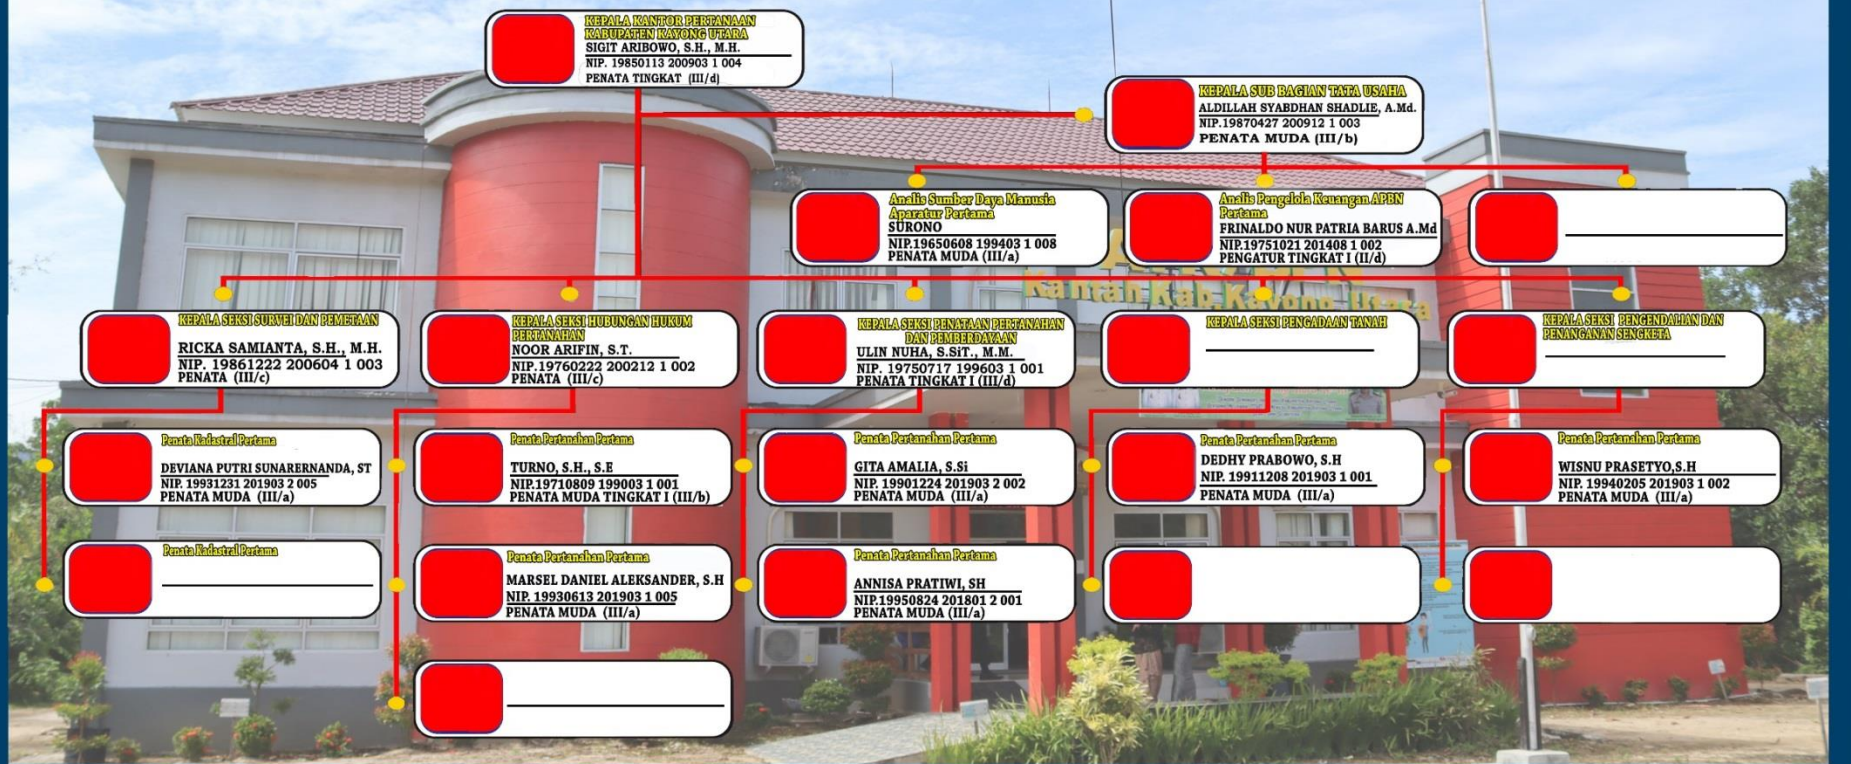 KEPALA KANTOR PERTANAAN
KABUPATEN KAYONG UTARA
SIGIT ARIBOWO, S.H., M.H.
NIP. 19850113 200903 1 004
PENATA TINGKAT (III/d)
KEPALA SUB BAGIAN TATA USAHA
ALDILLAH SYABDHAN SHADLIE, A.Md.
NIP.19870427 200912 1 003
PENATA MUDA (III/b)
Analis Sumber Daya Manusia
Aparatur Pertama
SURONO
NIP.19650608 199403 1 008
PENATA MUDA (III/a)
Analis Pengelola Keuangan APBN
Pertama
FRINALDO NUR PATRIA BARUS A.Md
NIP.19751021 201408 1 002
PENGATUR TINGKAT I (II/d)
Kantah Kab. Kayong Utara
KEPALA SEKSI SURVEI DAN PEMETAAN
RICKA SAMIANTA, S.H., M.H.
NIP. 19861222 200604 1 003
PENATA (III/c)
KEPALA SEKSI HUBUNGAN HUKUM
PERTANAHAN
NOOR ARIFIN, S.T.
NIP.19760222 200212 1 002
PENATA (III/c)
KEPALA SEKSI PENATAAN PERTANAHAN
DAN PEMBERDAYAAN
ULIN NUHA, S.SiT., M.M.
NIP. 19750717 199603 1 001
PENATA TINGKAT I (III/d)
KEPALA SEKSI PENGADAAN TANAH
KEPALA SEKSI PENGENDALIAN DAN
PENANGANAN SENGKETA
Penata Kadastral Pertama
DEVIANA PUTRI SUNARERNANDA, ST
NIP. 19931231 201903 2 005
PENATA MUDA (III/a)
Penata Pertanahan Pertama
TURNO, S.H., S.E
NIP.19710809 199003 1 001
PENATA MUDA TINGKAT I (III/b)
Penata Pertanahan Pertama
GITA AMALIA, S.Si
NIP. 19901224 201903 2 002
PENATA MUDA (III/a)
Penata Pertanahan Pertama
DEDHY PRABOWO, S.H
NIP. 19911208 201903 1 001
PENATA MUDA (III/a)
Penata Pertanahan Pertama
WISNU PRASETYO,S.H
NIP. 19940205 201903 1 002
PENATA MUDA (III/a)
Penata Kadastral Pertama
Penata Pertanahan Pertama
MARSEL DANIEL ALEKSANDER, S.H
NIP. 19930613 201903 1 005
PENATA MUDA (III/a)
Penata Pertanahan Pertama
ANNISA PRATIWI, SH
NIP.19950824 201801 2 001
PENATA MUDA (III/a)